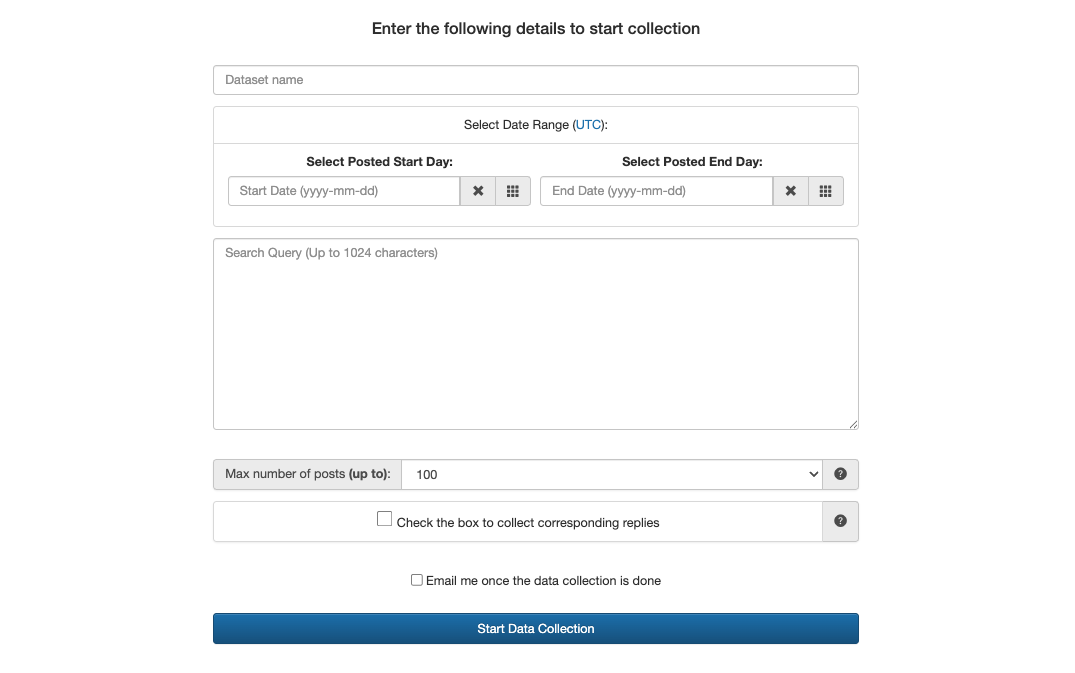 Enter the following details to start collection
Dataset name
Select Date Range (UTC):
Select Posted Start Day:
Select Posted End Day:
Start Date (yyyy-mm-dd)
End Date (yyyy-mm-dd)
Search Query (Up to 1024 characters)
Max number of posts (up to):
100
Check the box to collect corresponding replies
Email me once the data collection is done
Start Data Collection